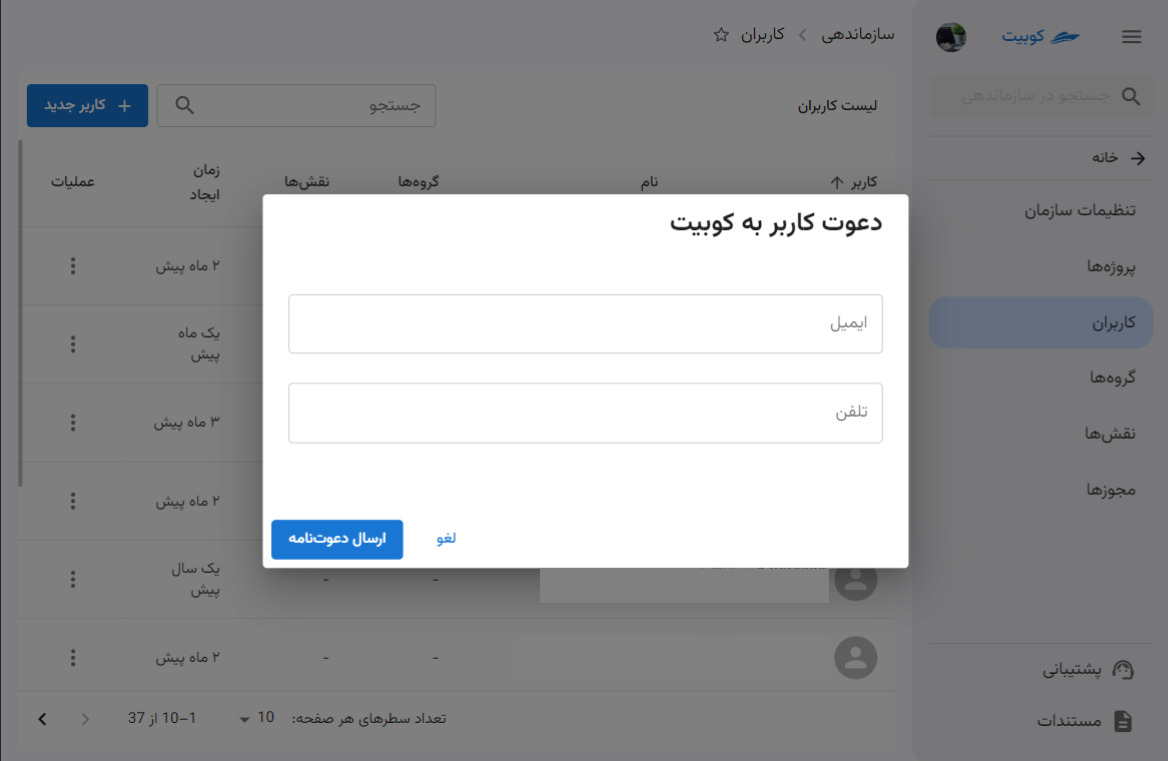 کوبیت
جستجو در سازماندهی
خانه
تنظیمات سازمان
پروژه‌ها
کاربران
گروه‌ها
نقش‌ها
مجوزها
پشتیبانی
مستندات
سازماندهی
کاربران
لیست کاربران
جستجو
کاربر جدید
کاربر
نام
گروه‌ها
نقش‌ها
زمان
ایجاد
عملیات
۲ ماه پیش
یک ماه
پیش
۳ ماه پیش
۲ ماه پیش
- - یک سال
پیش
- - ۲ ماه پیش
تعداد سطرهای هر صفحه: 10
1–10 از 37
دعوت کاربر به کوبیت
ایمیل
تلفن
لغو
ارسال دعوت‌نامه